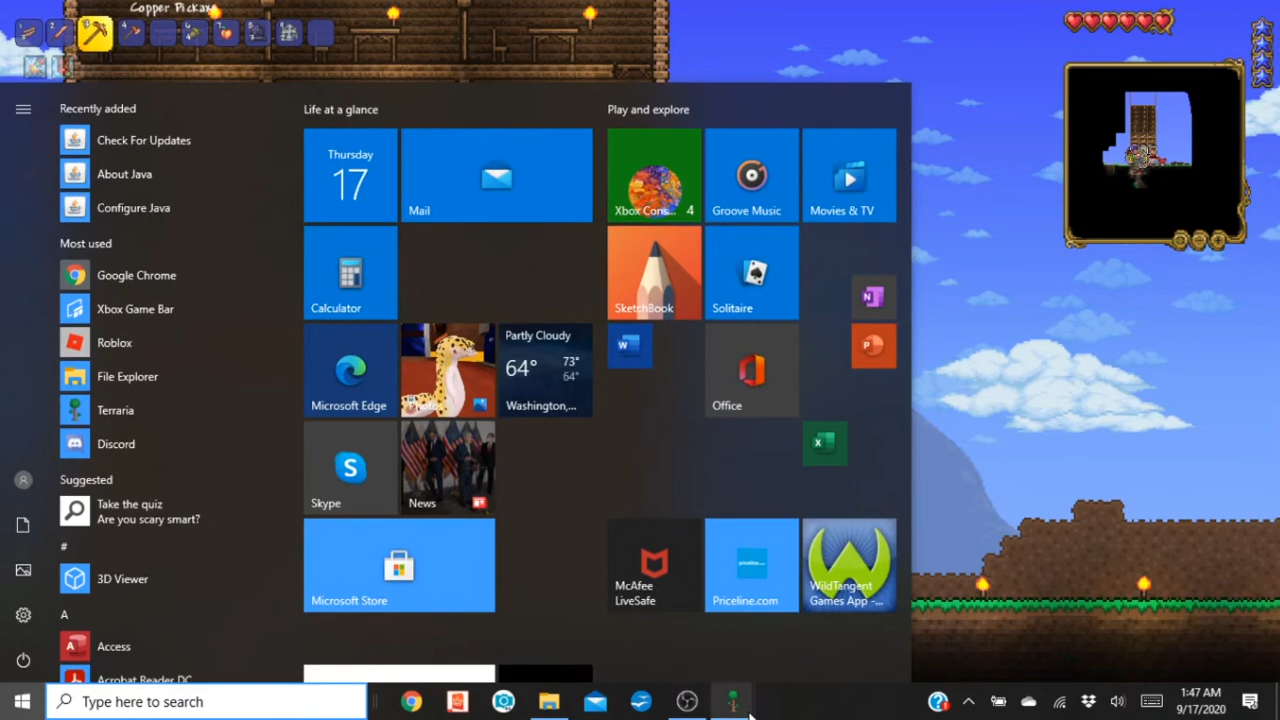 Copper Pickaxe
Recently added
Check For Updates
About Java
Configure Java
Most used
Google Chrome
Xbox Game Bar
Roblox
File Explorer
Terraria
Discord
Suggested
Take the quiz
Are you scary smart?
#
3D Viewer
A
Access
Acrobat Reader DC
Life at a glance
Thursday
17
Mail
Calculator
Microsoft Edge
Photos
Partly Cloudy
64° 73°
64°
Washington,...
Skype
News
Microsoft Store
Play and explore
Xbox Cons... 4
Groove Music
Movies & TV
SketchBook
Solitaire
Office
McAfee
LiveSafe
Priceline.com
WildTangent
Games App -...
Type here to search
1:47 AM
9/17/2020